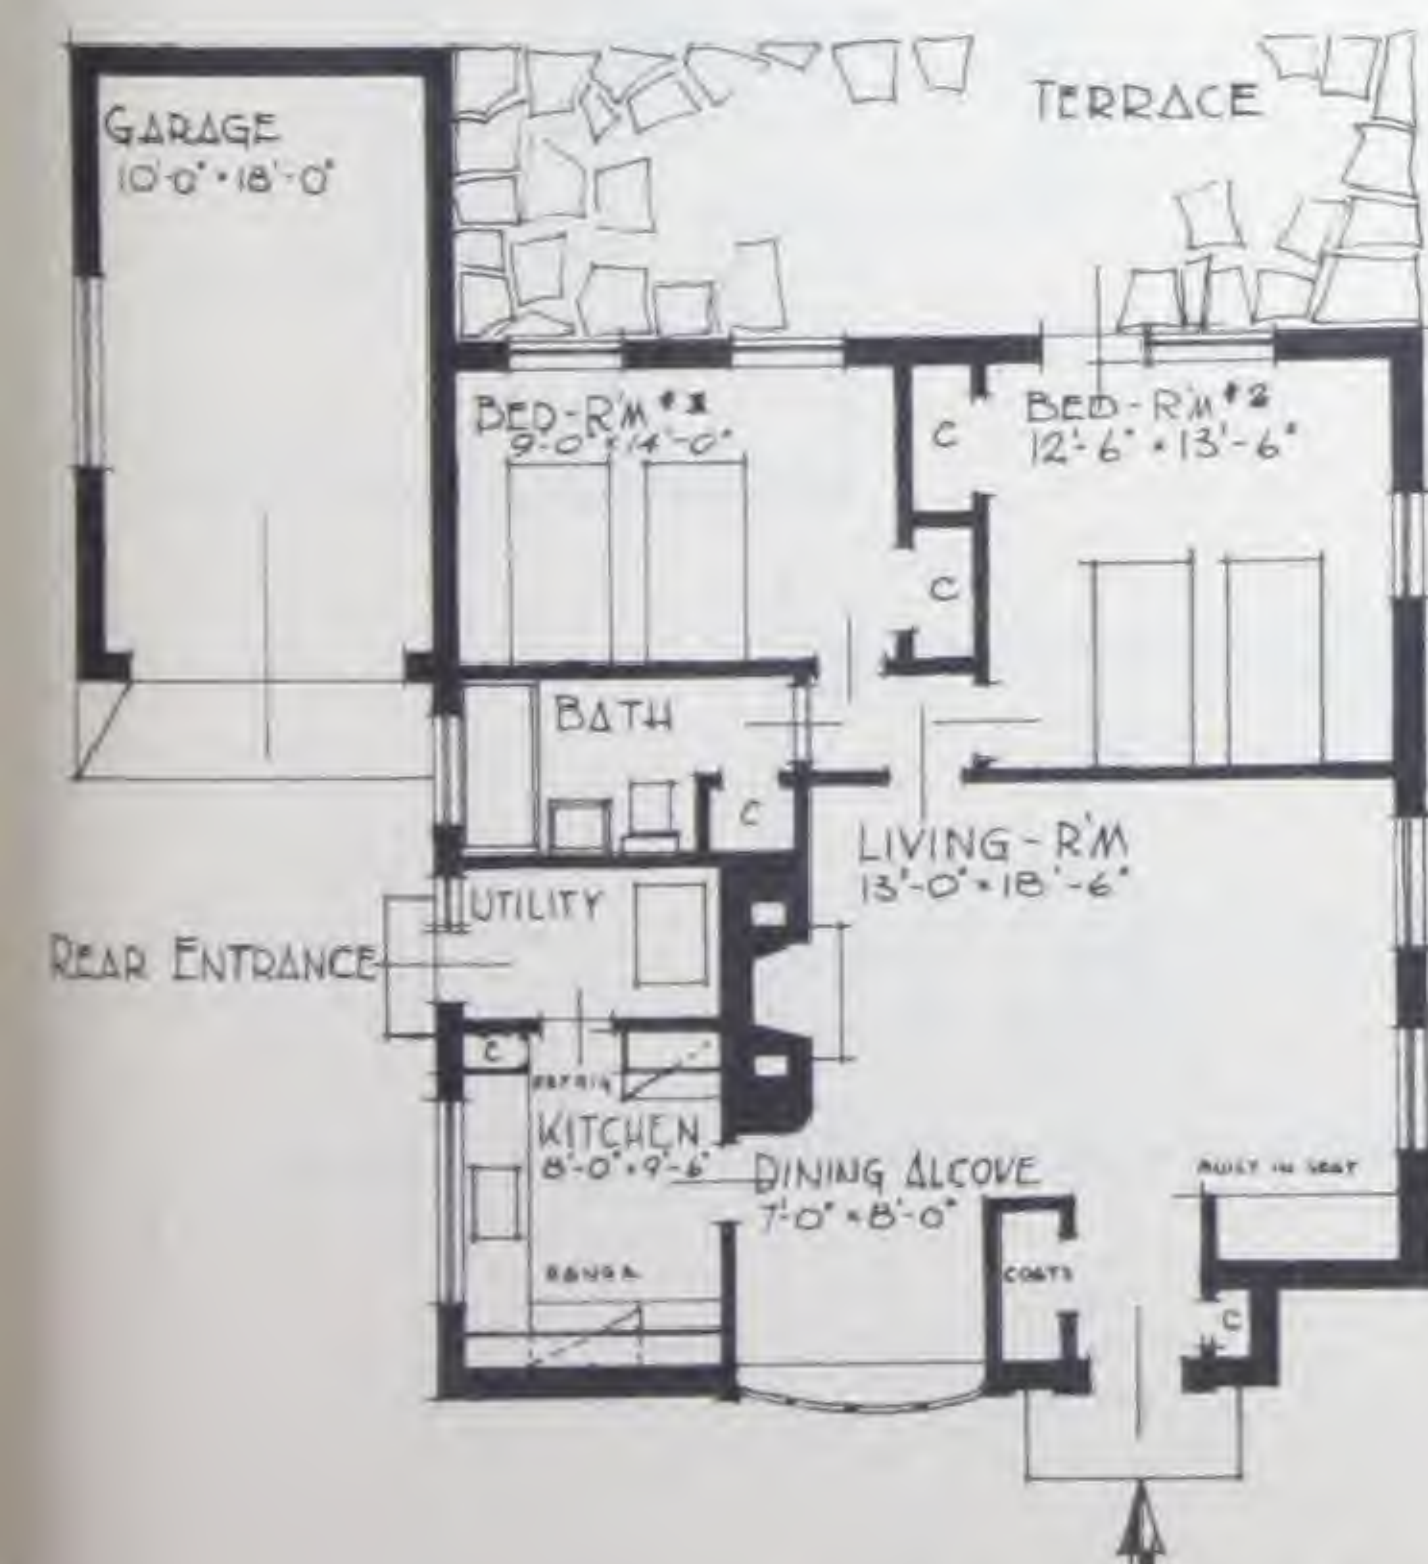 GARAGE
10'-0" × 18'-0"
TERRACE
BED-R'M #1
9'-0" × 14'-0"
C
BED-R'M #2
12'-6" × 13'-6"
C
BATH
C
LIVING-R'M
13'-0" × 18'-6"
UTILITY
REAR ENTRANCE
C
REFRIG
KITCHEN
8'-0" × 9'-6"
DINING ALCOVE
7'-0" × 8'-0"
BUILT IN SEAT
RANGE
COATS
C